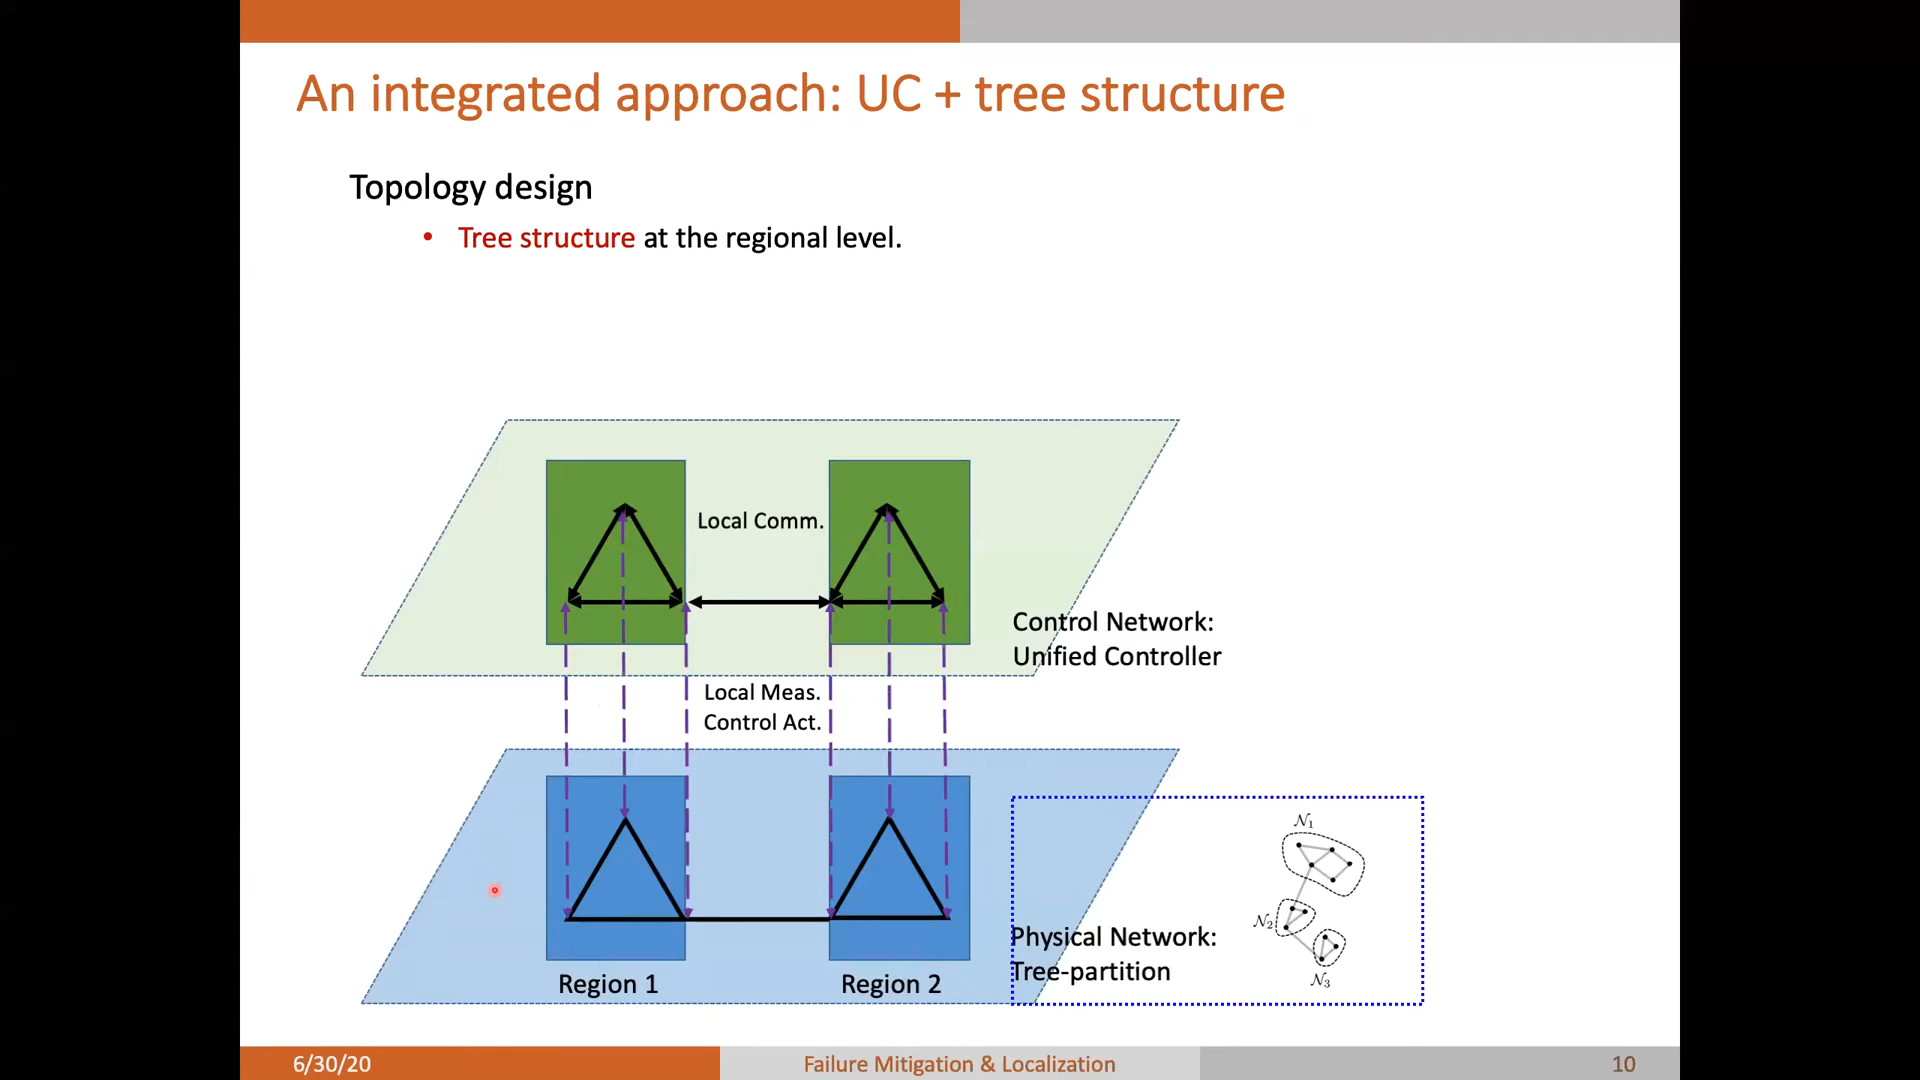 An integrated approach: UC + tree structure
Topology design
• Tree structure at the regional level.
Local Comm.
Control Network:
Unified Controller
Local Meas.
Control Act.
Physical Network:
Tree-partition
Region 1
Region 2
N1
N2
N3
6/30/20
Failure Mitigation & Localization
10